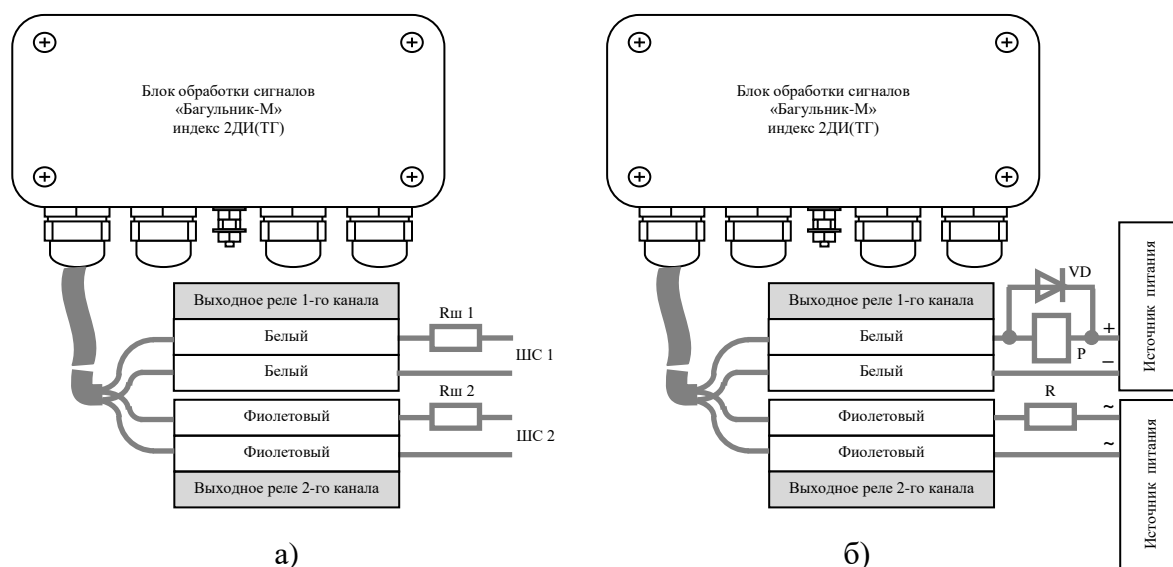 Блок обработки сигналов
«Багульник-М»
индекс 2ДИ(ТГ)
Выходное реле 1-го канала
Белый
Rш 1
ШС 1
Белый
Rш 2
Фиолетовый
ШС 2
Фиолетовый
Выходное реле 2-го канала
а)
Блок обработки сигналов
«Багульник-М»
индекс 2ДИ(ТГ)
VD
Выходное реле 1-го канала
Белый
+
Р
Белый
–
Источник питания
R
Фиолетовый
~
Фиолетовый
~
Выходное реле 2-го канала
Источник питания
б)